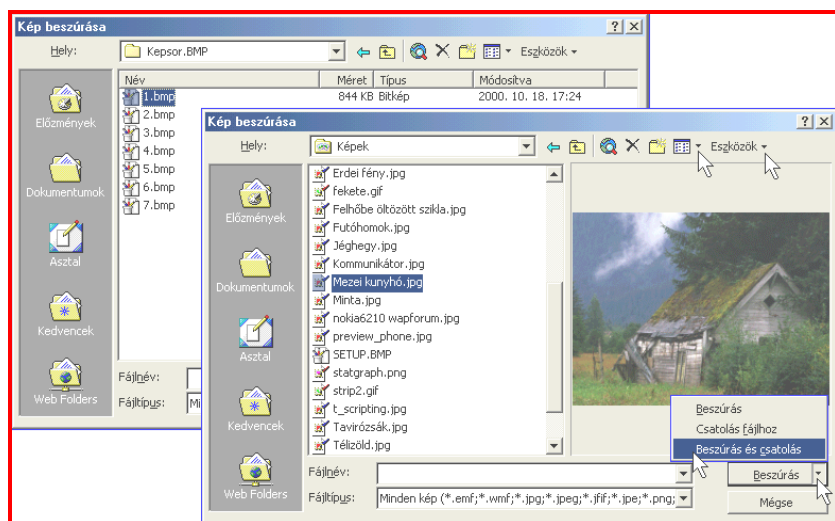 Kép beszúrása
Hely: Kepsor.BMP Eszközök
Név Méret Típus Módosítva
1.bmp 844 KB Bitkép 2000. 10. 18. 17:24
2.bmp
3.bmp
4.bmp
5.bmp
6.bmp
7.bmp
Előzmények
Dokumentumok
Asztal
Kedvencek
Web Folders
Fájlnév:
Fájltípus: Mi
Kép beszúrása
Hely: Képek Eszközök
Előzmények
Dokumentumok
Asztal
Kedvencek
Web Folders
Erdei fény.jpg
fekete.gif
Felhőbe öltözött szikla.jpg
Futóhomok.jpg
Jéghegy.jpg
Kommunikátor.jpg
Mezei kunyhó.jpg
Minta.jpg
nokia6210 wapforum.jpg
preview_phone.jpg
SETUP.BMP
statgraph.png
strip2.gif
t_scripting.jpg
Tavirózsák.jpg
Télizöld.jpg
Beszúrás
Csatolás fájlhoz
Beszúrás és csatolás
Fájlnév: Beszúrás
Fájltípus: Minden kép (*.emf;*.wmf;*.jpg;*.jpeg;*.jfif;*.jpe;*.png; Mégse